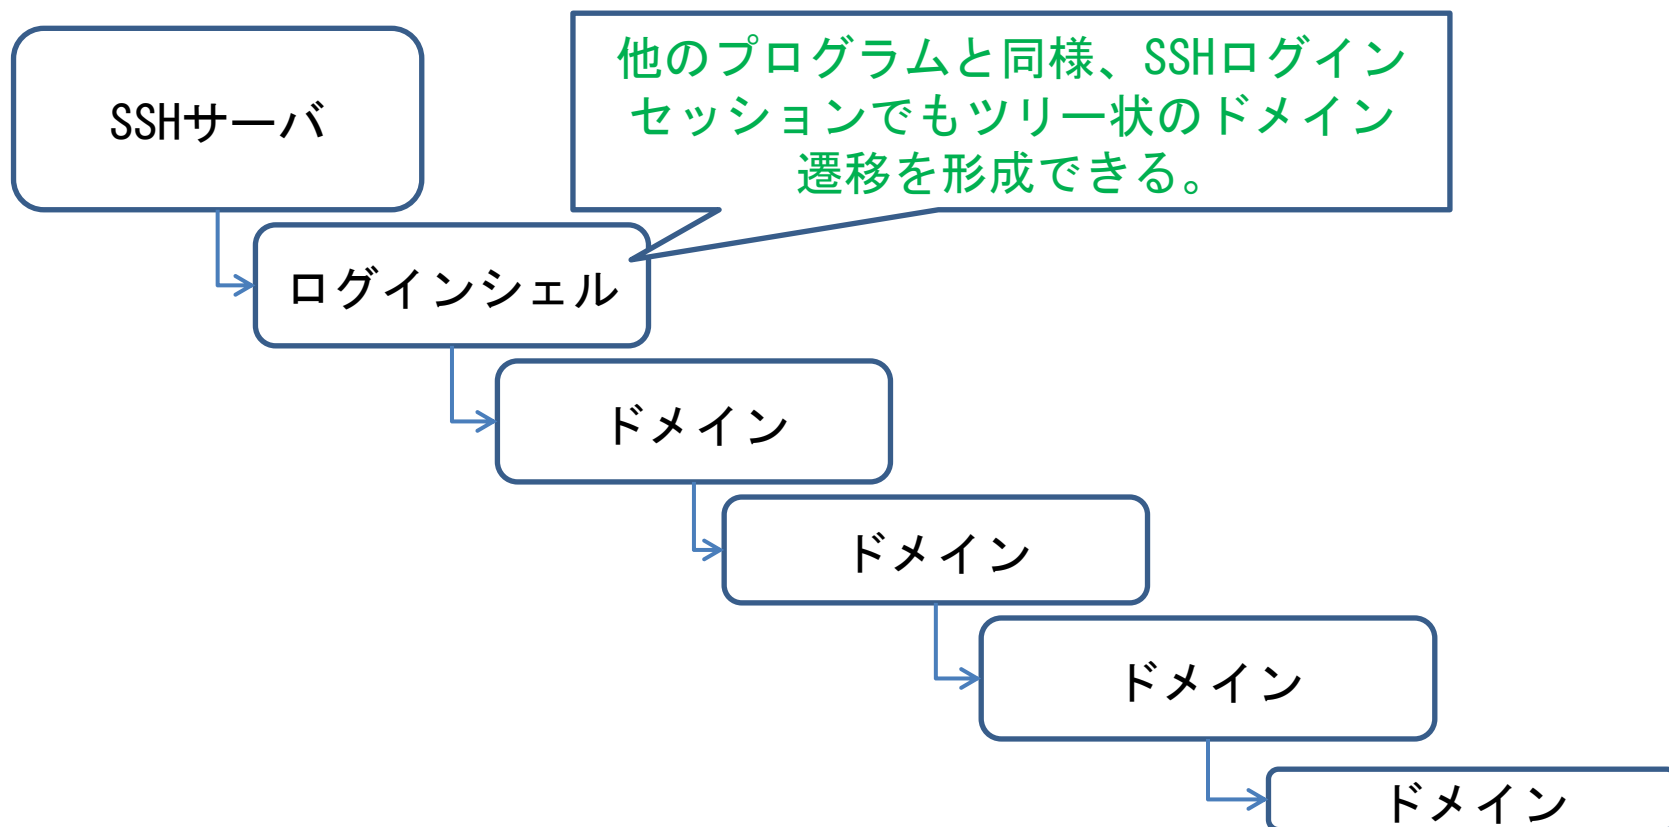 SSHサーバ
他のプログラムと同様、SSHログイン
セッションでもツリー状のドメイン
遷移を形成できる。
ログインシェル
ドメイン
ドメイン
ドメイン
ドメイン